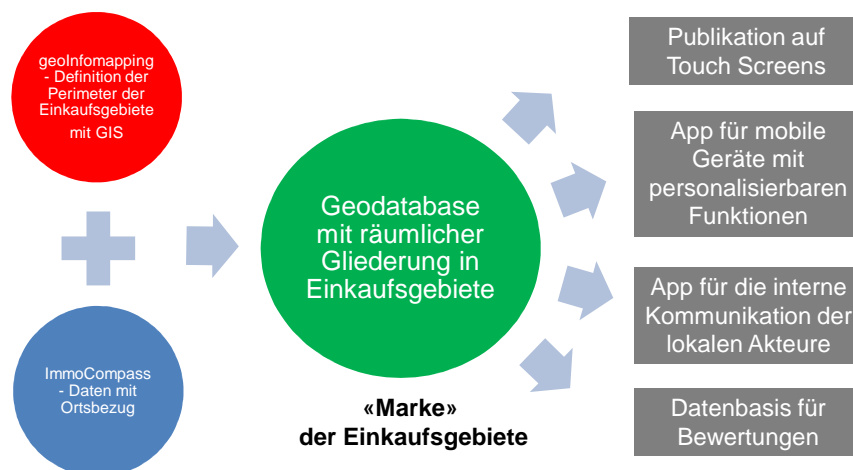 geoInfomapping
- Definition der
Perimeter der
Einkaufsgebiete
mit GIS
ImmoCompass
- Daten mit
Ortsbezug
Geodatabase
mit räumlicher
Gliederung in
Einkaufsgebiete
«Marke»
der Einkaufsgebiete
Publikation auf
Touch Screens
App für mobile
Geräte mit
personalisierbaren
Funktionen
App für die interne
Kommunikation der
lokalen Akteure
Datenbasis für
Bewertungen